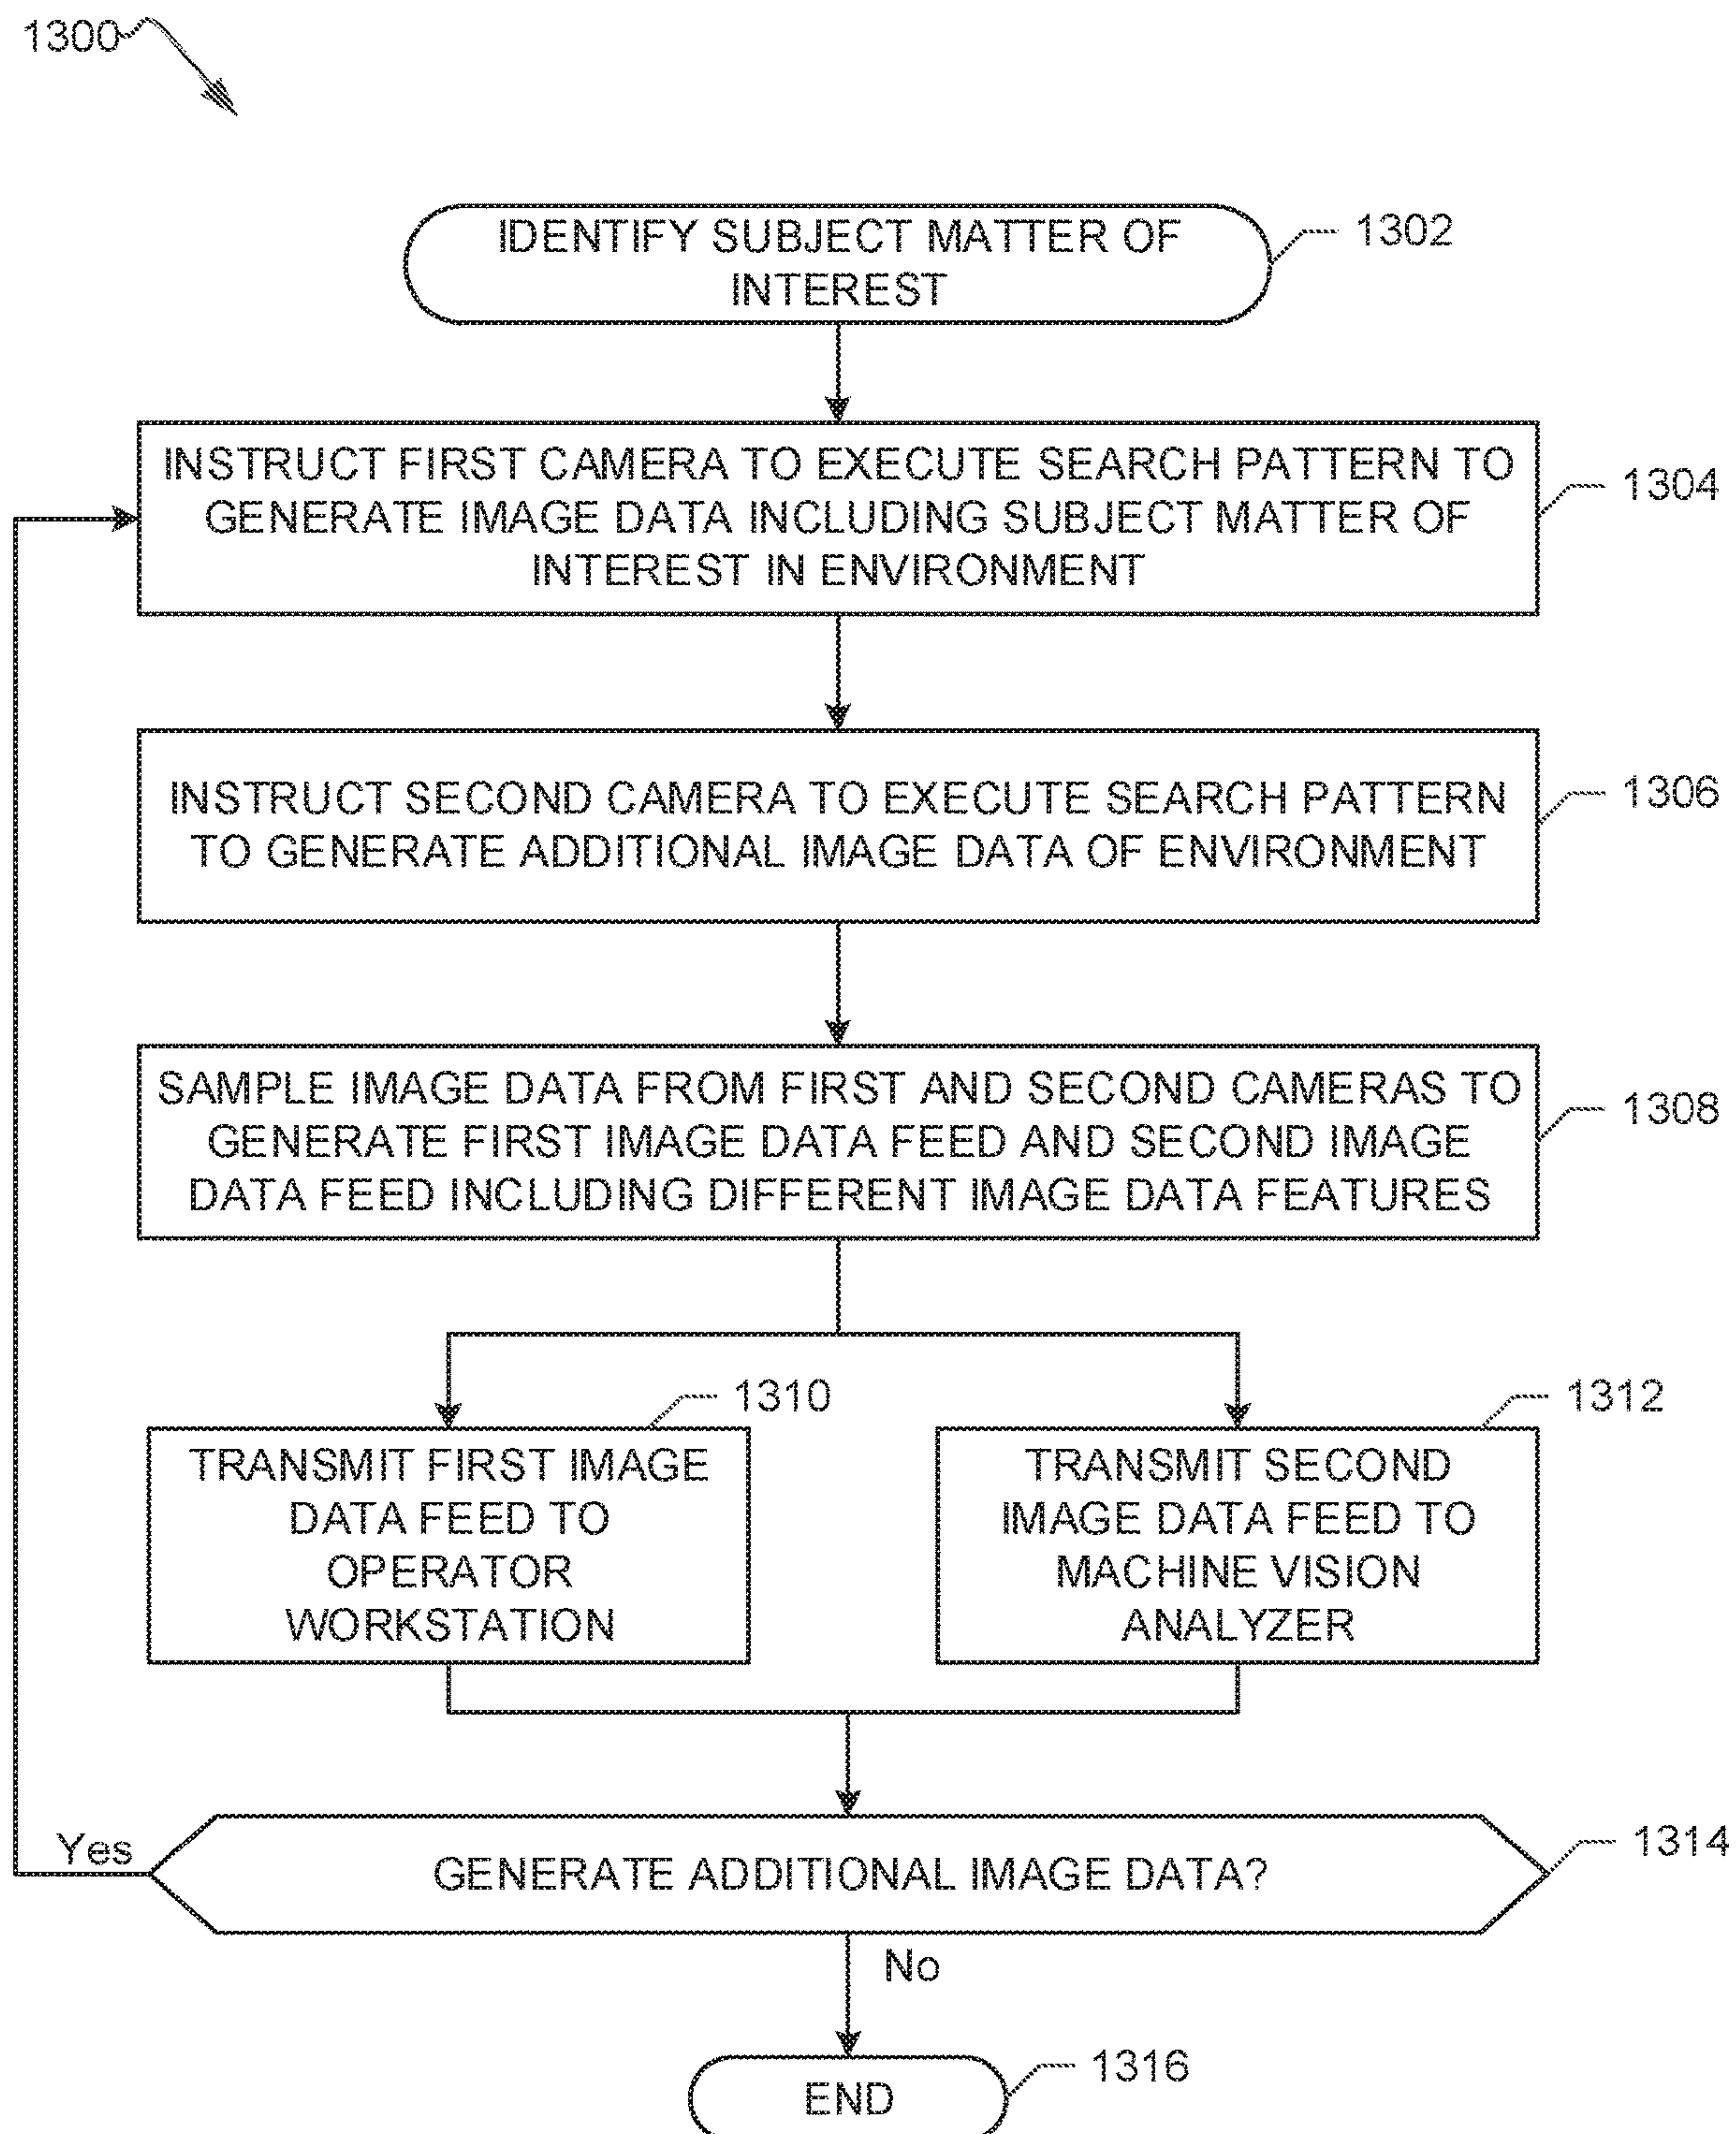 1300
IDENTIFY SUBJECT MATTER OF
INTEREST
1302
INSTRUCT FIRST CAMERA TO EXECUTE SEARCH PATTERN TO
GENERATE IMAGE DATA INCLUDING SUBJECT MATTER OF
INTEREST IN ENVIRONMENT
1304
INSTRUCT SECOND CAMERA TO EXECUTE SEARCH PATTERN
TO GENERATE ADDITIONAL IMAGE DATA OF ENVIRONMENT
1306
SAMPLE IMAGE DATA FROM FIRST AND SECOND CAMERAS TO
GENERATE FIRST IMAGE DATA FEED AND SECOND IMAGE
DATA FEED INCLUDING DIFFERENT IMAGE DATA FEATURES
1308
1310
TRANSMIT FIRST IMAGE
DATA FEED TO
OPERATOR
WORKSTATION
1312
TRANSMIT SECOND
IMAGE DATA FEED TO
MACHINE VISION
ANALYZER
Yes
GENERATE ADDITIONAL IMAGE DATA?
1314
No
END
1316